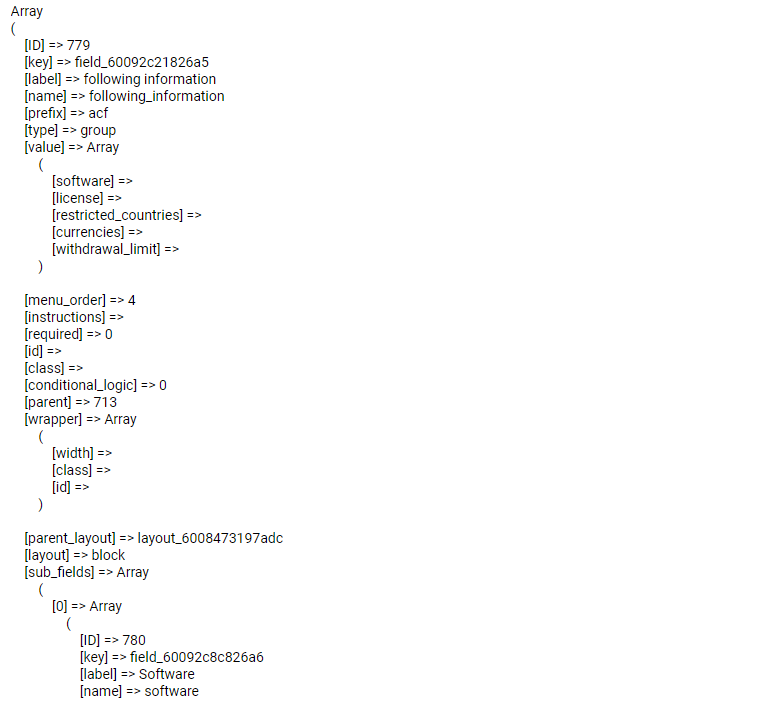 Array
(
[ID] => 779
[key] => field_60092c21826a5
[label] => following information
[name] => following_information
[prefix] => acf
[type] => group
[value] => Array
(
[software] =>
[license] =>
[restricted_countries] =>
[currencies] =>
[withdrawal_limit] =>
)
[menu_order] => 4
[instructions] =>
[required] => 0
[id] =>
[class] =>
[conditional_logic] => 0
[parent] => 713
[wrapper] => Array
(
[width] =>
[class] =>
[id] =>
)
[parent_layout] => layout_6008473197adc
[layout] => block
[sub_fields] => Array
(
[0] => Array
(
[ID] => 780
[key] => field_60092c8c826a6
[label] => Software
[name] => software